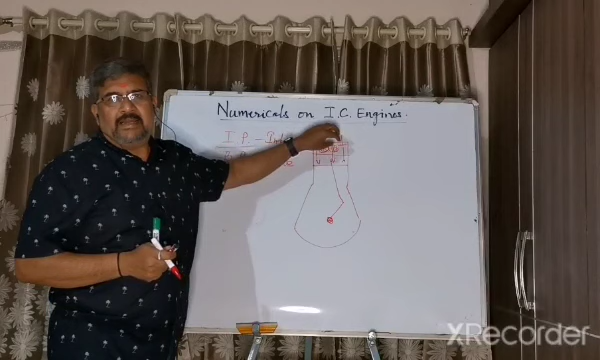 Numericals on I.C. Engines.
I P. –
XRecorder